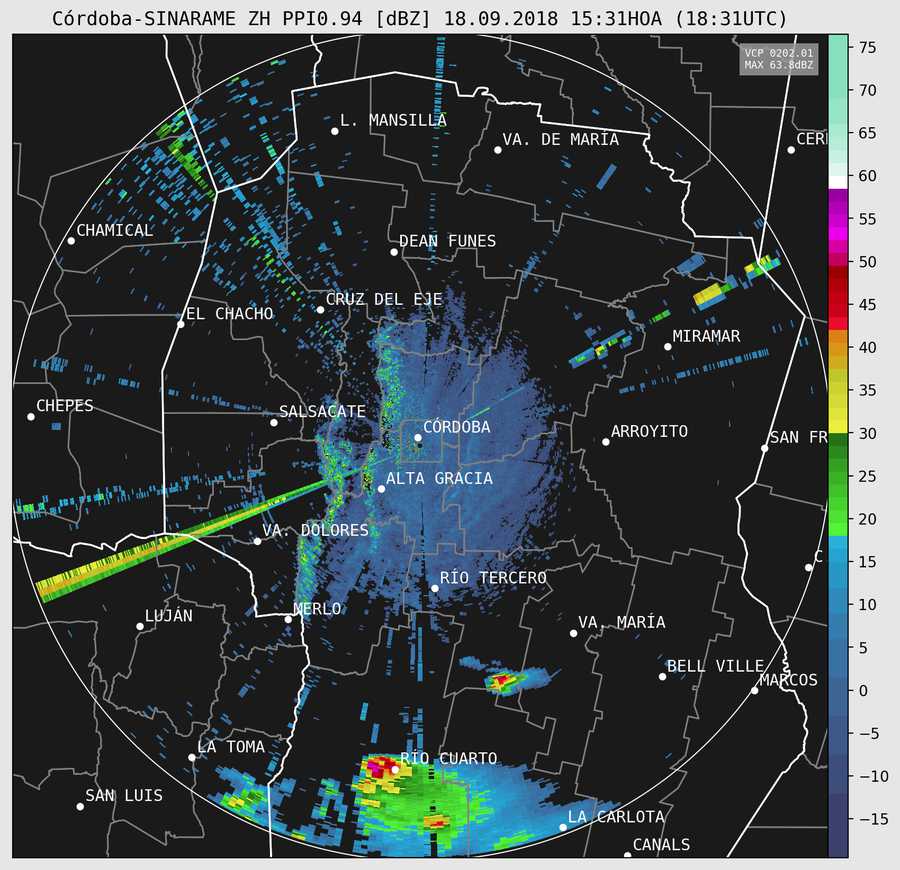 Córdoba-SINARAME ZH PPI0.94 [dBZ] 18.09.2018 15:31HOA (18:31UTC)
VCP 0202.01
MAX 63.8dBZ
L. MANSILLA
VA. DE MARÍA
CER
CHAMICAL
DEAN FUNES
CRUZ DEL EJE
EL CHACHO
MIRAMAR
CHEPES
SALSACATE
CÓRDOBA
ARROYITO
SAN FR
ALTA GRACIA
VA. DOLORES
C
RÍO TERCERO
MERLO
LUJÁN
VA. MARÍA
BELL VILLE
MARCOS
LA TOMA
RÍO CUARTO
SAN LUIS
LA CARLOTA
CANALS
75
70
65
60
55
50
45
40
35
30
25
20
15
10
5
0
−5
−10
−15